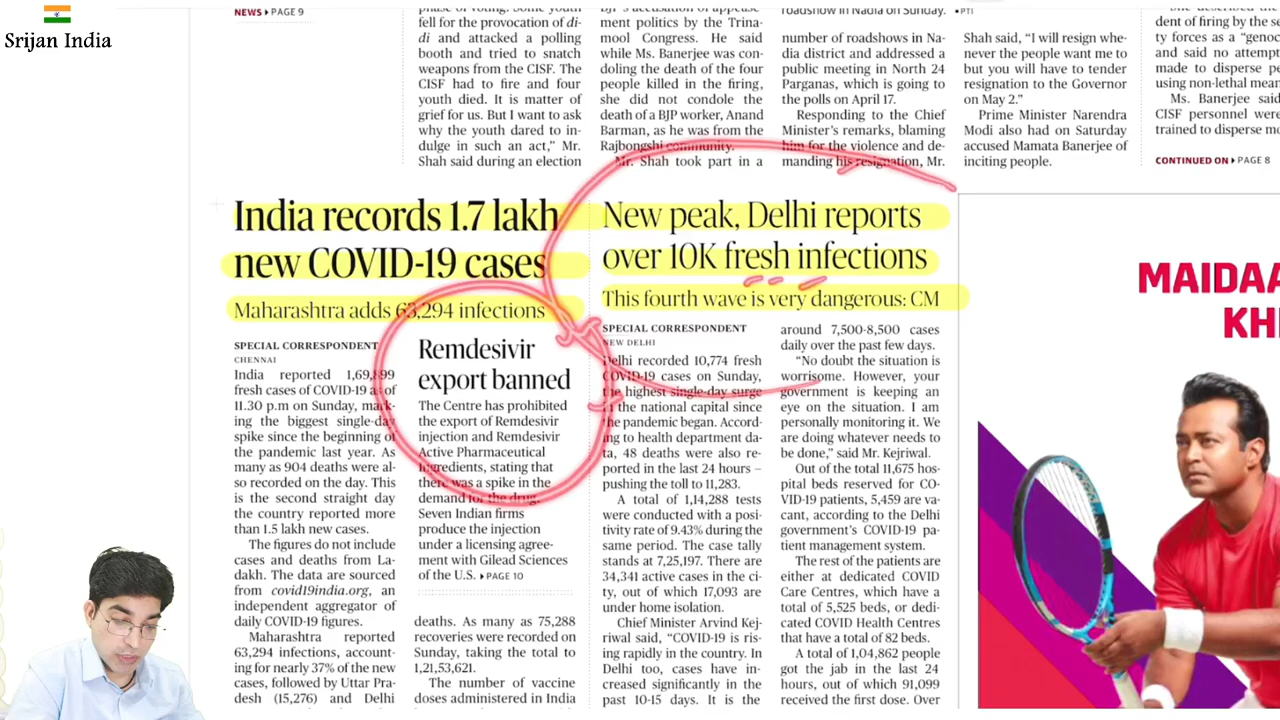 Srijan India
NEWS ▸ PAGE 9
fell for the provocation of di-
di and attacked a polling
booth and tried to snatch
weapons from the CISF. The
CISF had to fire and four
youth died. It is matter of
grief for us. But I want to
ask why the youth dared to in-
dulge in such an act,” Mr.
Shah said during an election
ment politics by the Trina-
mool Congress. He said
while Ms. Banerjee was con-
doling the death of the four
people killed in the firing,
she did not condole the
death of a BJP worker, Anand
Barman, as he was from the
Rajbongshi community.
Mr. Shah took part in a
roadshow in Nadia on Sunday. •PTI
number of roadshows in Na-
dia district and addressed a
public meeting in North 24
Parganas, which is going to
the polls on April 17.
Responding to the Chief
Minister’s remarks, blaming
him for the violence and de-
manding his resignation, Mr.
Shah said, “I will resign whe-
never the people want me to
but you will have to tender
resignation to the Governor
on May 2.”
Prime Minister Narendra
Modi also had on Saturday
accused Mamata Banerjee of
inciting people.
dent of firing by the se
ty forces as a “genoc
and said no attempt
made to disperse pe
using non-lethal mean
Ms. Banerjee said
CISF personnel were
trained to disperse m
CONTINUED ON ▸ PAGE 8
India records 1.7 lakh
new COVID-19 cases
Maharashtra adds 63,294 infections
SPECIAL CORRESPONDENT
CHENNAI
India reported 1,69,899
fresh cases of COVID-19 as of
11.30 p.m on Sunday, mark-
ing the biggest single-day
spike since the beginning of
the pandemic last year. As
many as 904 deaths were al-
so recorded on the day. This
is the second straight day
the country reported more
than 1.5 lakh new cases.
The figures do not include
cases and deaths from La-
dakh. The data are sourced
from covid19india.org, an
independent aggregator of
daily COVID-19 figures.
Maharashtra reported
63,294 infections, account-
ing for nearly 37% of the new
cases, followed by Uttar Pra-
desh (15,276) and Delhi
Remdesivir
export banned
The Centre has prohibited
the export of Remdesivir
injection and Remdesivir
Active Pharmaceutical
Ingredients, stating that
there was a spike in the
demand for the drug.
Seven Indian firms
produce the injection
under a licensing agree-
ment with Gilead Sciences
of the U.S. ▸ PAGE 10
deaths. As many as 75,288
recoveries were recorded on
Sunday, taking the total to
1,21,53,621.
The number of vaccine
doses administered in India
New peak, Delhi reports
over 10K fresh infections
This fourth wave is very dangerous: CM
SPECIAL CORRESPONDENT
NEW DELHI
Delhi recorded 10,774 fresh
COVID-19 cases on Sunday,
the highest single-day surge
in the national capital since
the pandemic began. Accord-
ing to health department da-
ta, 48 deaths were also re-
ported in the last 24 hours –
pushing the toll to 11,283.
A total of 1,14,288 tests
were conducted with a posi-
tivity rate of 9.43% during the
same period. The case tally
stands at 7,25,197. There are
34,341 active cases in the ci-
ty, out of which 17,093 are
under home isolation.
Chief Minister Arvind Kej-
riwal said, “COVID-19 is ris-
ing rapidly in the country. In
Delhi too, cases have in-
creased significantly in the
past 10-15 days. It is the
around 7,500-8,500 cases
daily over the past few days.
“No doubt the situation is
worrisome. However, your
government is keeping an
eye on the situation. I am
personally monitoring it. We
are doing whatever needs to
be done,” said Mr. Kejriwal.
Out of the total 11,675 hos-
pital beds reserved for CO-
VID-19 patients, 5,459 are va-
cant, according to the Delhi
government’s COVID-19 pa-
tient management system.
The rest of the patients are
either at dedicated COVID
Care Centres, which have a
total of 5,525 beds, or dedi-
cated COVID Health Centres
that have a total of 82 beds.
A total of 1,04,862 people
got the jab in the last 24
hours, out of which 91,099
received the first dose. Over
MAIDAA
KH